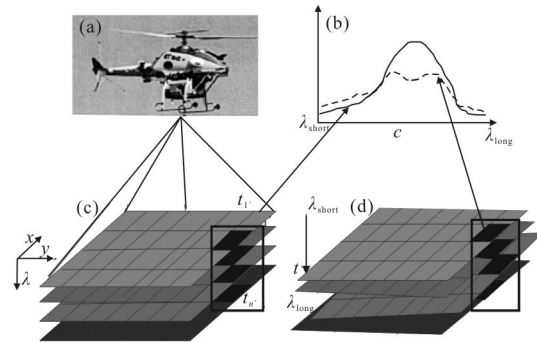 (a)
(b)
λshort
c
λlong
(c)
t1′
x
y
λ
tn′
(d)
λshort
t
λlong